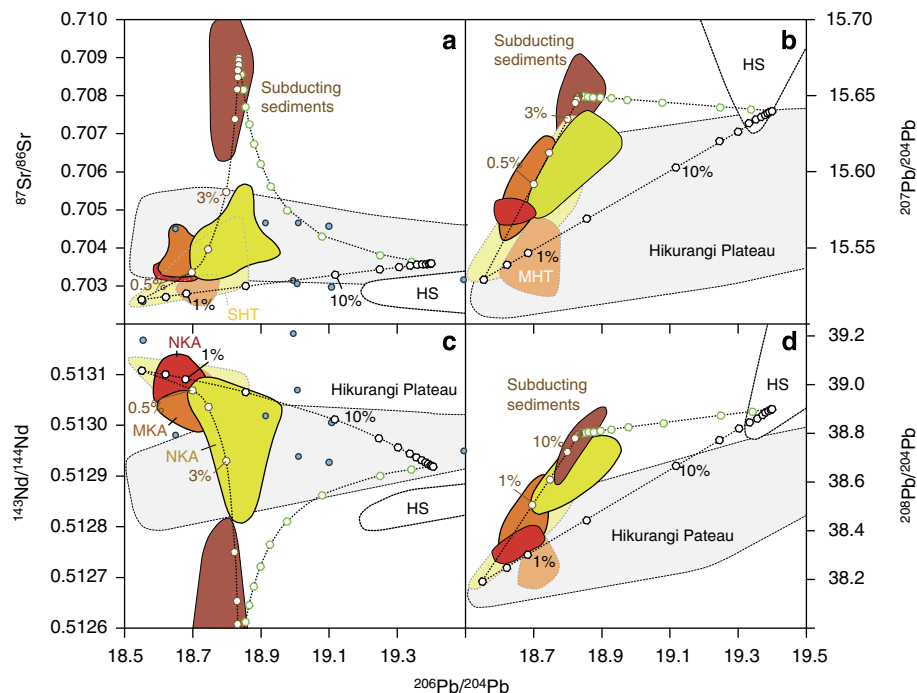 0.710
0.709
0.708
0.707
0.706
0.705
0.704
0.703
87Sr/86Sr
a
Subducting
sediments
3%
0.5%
1%
10%
SHT
HS
15.70
15.65
15.60
15.55
207Pb/204Pb
b
Subducting
sediments
HS
3%
0.5%
10%
1%
MHT
Hikurangi Plateau
0.5131
0.5130
0.5129
0.5128
0.5127
0.5126
143Nd/144Nd
c
NKA
1%
Hikurangi Plateau
0.5%
MKA
10%
NKA
3%
HS
39.2
39.0
38.8
38.6
38.4
38.2
208Pb/204Pb
d
Subducting
sediments
HS
10%
1%
10%
1%
Hikurangi Pateau
18.5
18.7
18.9
19.1
19.3
18.7
18.9
19.1
19.3
19.5
206Pb/204Pb